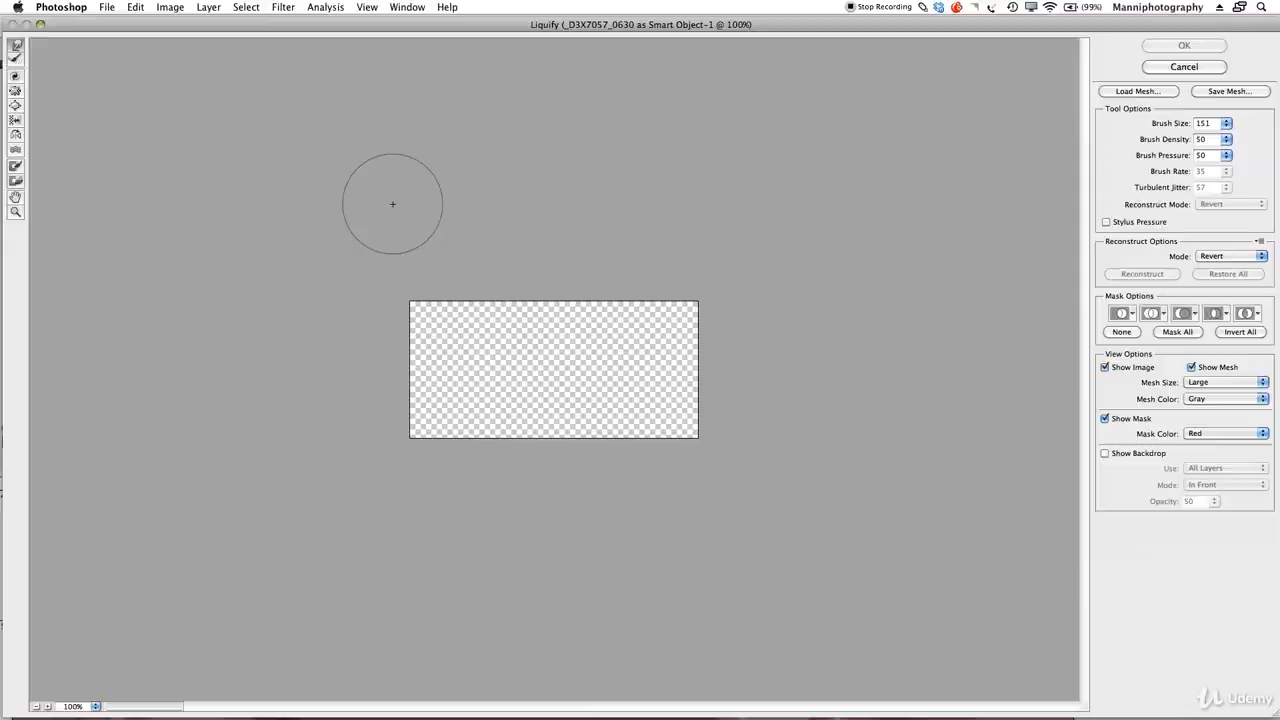 Photoshop File Edit Image Layer Select Filter Analysis View Window Help Stop Recording (99%) Manniphotography
Liquify (_D3X7057_0630 as Smart Object-1 @ 100%)
OK
Cancel
Load Mesh... Save Mesh...
Tool Options
Brush Size: 151
Brush Density: 50
Brush Pressure: 50
Brush Rate: 35
Turbulent Jitter: 57
Reconstruct Mode: Revert
Stylus Pressure
Reconstruct Options
Mode: Revert
Reconstruct Restore All
Mask Options
None Mask All Invert All
View Options
Show Image Show Mesh
Mesh Size: Large
Mesh Color: Gray
Show Mask
Mask Color: Red
Show Backdrop
Use: All Layers
Mode: In Front
Opacity: 50
100%
Udemy